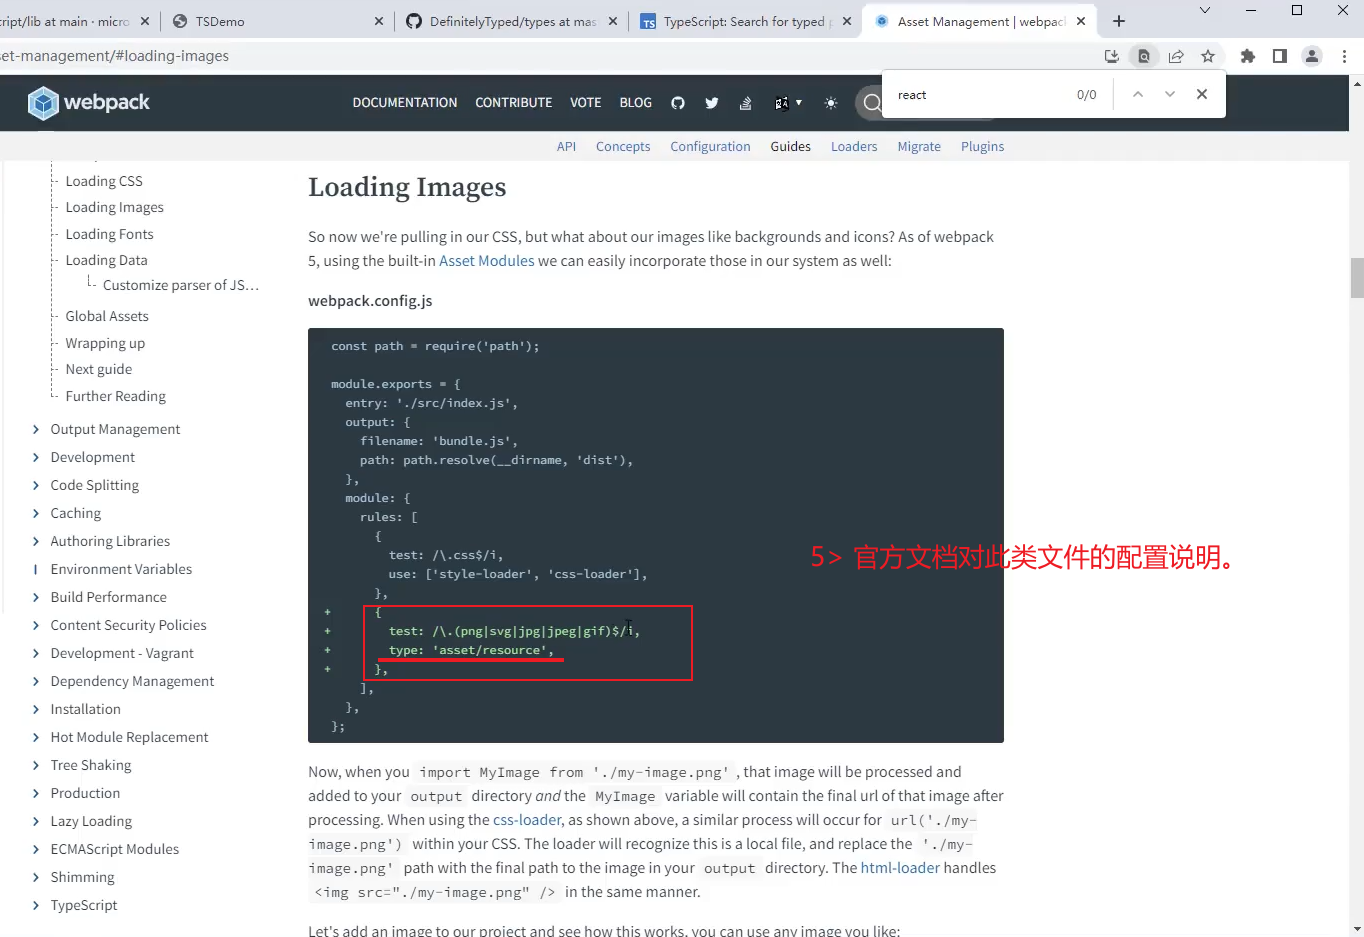 cript/lib at main · micro
TSDemo
DefinitelyTyped/types at mas
TypeScript: Search for typed p
Asset Management | webpack
set-management/#loading-images
react
0/0
webpack
DOCUMENTATION
CONTRIBUTE
VOTE
BLOG
API
Concepts
Configuration
Guides
Loaders
Migrate
Plugins
Loading CSS
Loading Images
Loading Fonts
Loading Data
Customize parser of JS…
Global Assets
Wrapping up
Next guide
Further Reading
Output Management
Development
Code Splitting
Caching
Authoring Libraries
Environment Variables
Build Performance
Content Security Policies
Development - Vagrant
Dependency Management
Installation
Hot Module Replacement
Tree Shaking
Production
Lazy Loading
ECMAScript Modules
Shimming
TypeScript
Loading Images
So now we're pulling in our CSS, but what about our images like backgrounds and icons? As of webpack
5, using the built-in Asset Modules we can easily incorporate those in our system as well:
webpack.config.js
const path = require('path');
module.exports = {
entry: './src/index.js',
output: {
filename: 'bundle.js',
path: path.resolve(__dirname, 'dist'),
},
module: {
rules: [
{
test: /\.css$/i,
use: ['style-loader', 'css-loader'],
},
+ {
+ test: /\.(png|svg|jpg|jpeg|gif)$/i,
+ type: 'asset/resource',
+ },
],
},
};
5> 官方文档对此类文件的配置说明。
Now, when you import MyImage from './my-image.png' , that image will be processed and
added to your output directory and the MyImage variable will contain the final url of that image after
processing. When using the css-loader, as shown above, a similar process will occur for url('./my-
image.png') within your CSS. The loader will recognize this is a local file, and replace the './my-
image.png' path with the final path to the image in your output directory. The html-loader handles
<img src="./my-image.png" /> in the same manner.
Let's add an image to our project and see how this works, you can use any image you like: